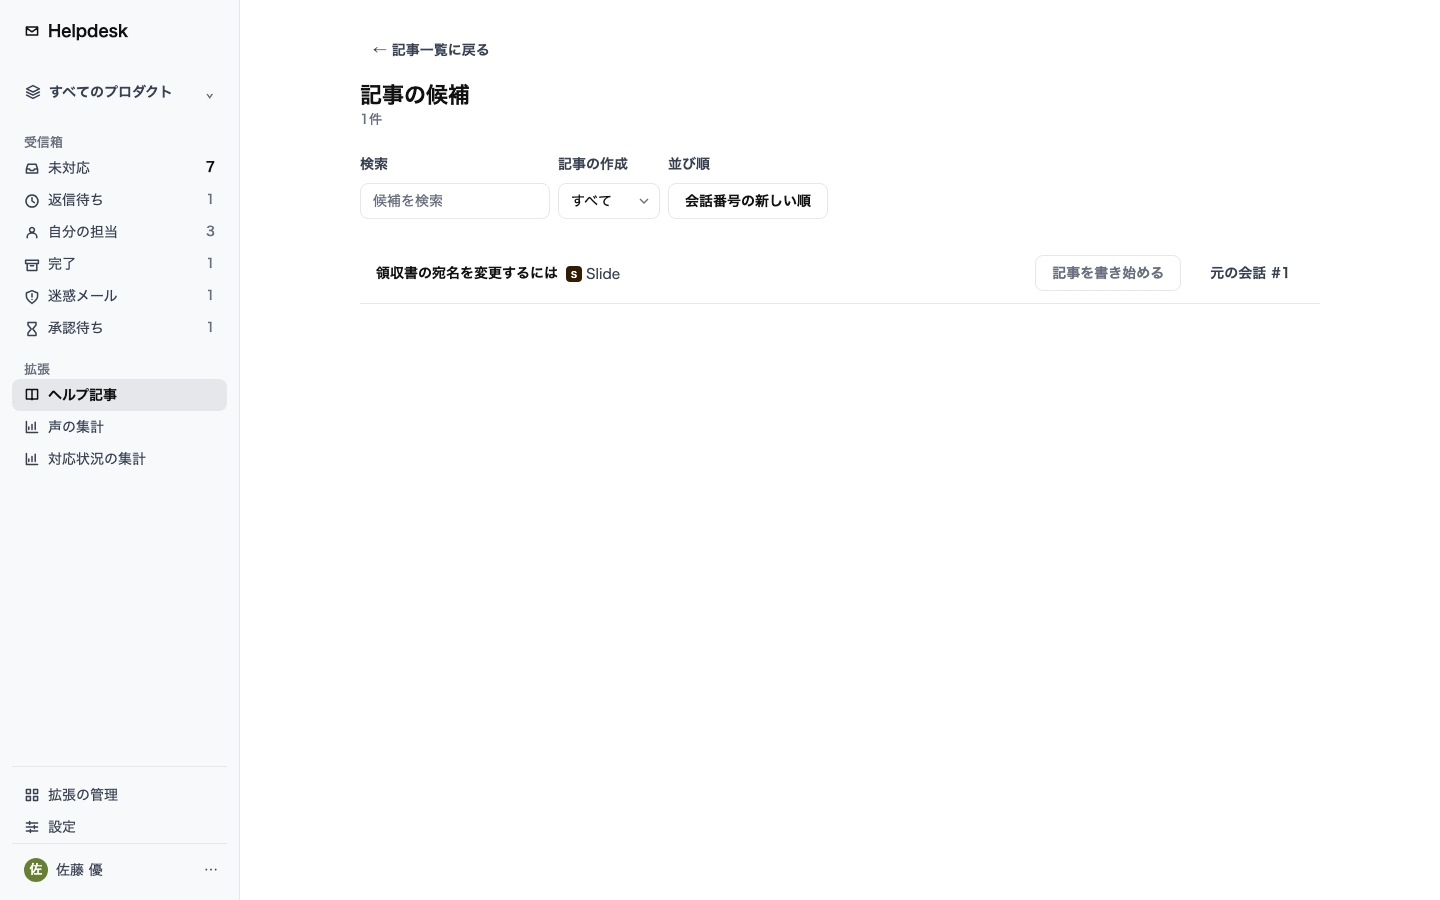 Helpdesk
すべてのプロダクト
受信箱
未対応 7
返信待ち 1
自分の担当 3
完了 1
迷惑メール 1
承認待ち 1
拡張
ヘルプ記事
声の集計
対応状況の集計
拡張の管理
設定
佐 佐藤 優 …
← 記事一覧に戻る
記事の候補
1件
検索 記事の作成 並び順
候補を検索 すべて 会話番号の新しい順
領収書の宛名を変更するには S Slide 記事を書き始める 元の会話 #1